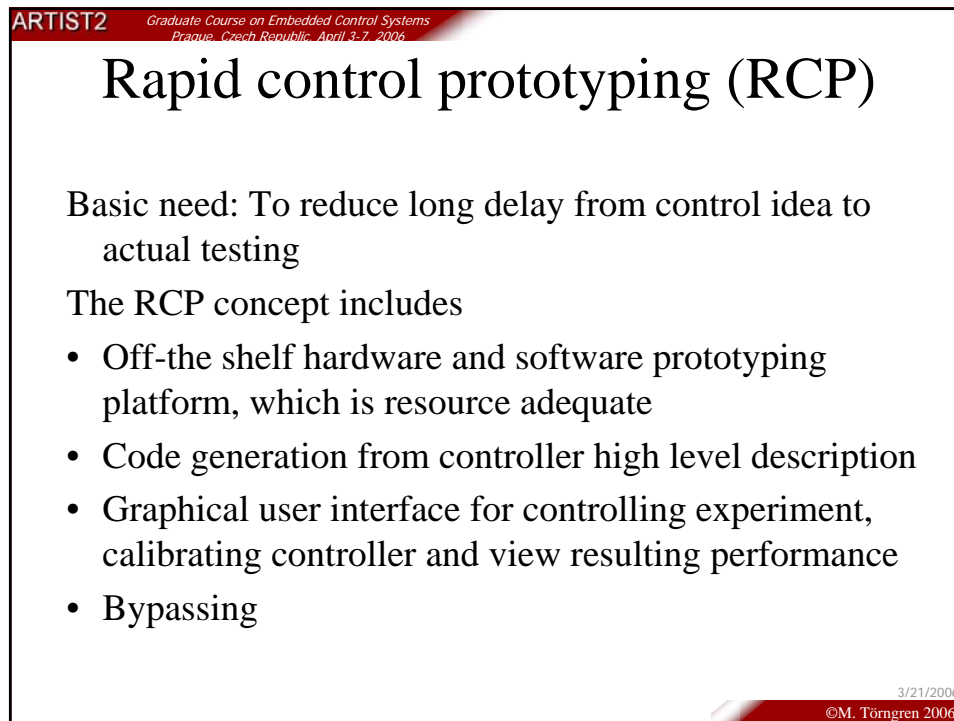 ARTIST2
Graduate Course on Embedded Control Systems
Prague, Czech Republic, April 3-7, 2006
Rapid control prototyping (RCP)
Basic need: To reduce long delay from control idea to
actual testing
The RCP concept includes
• Off-the shelf hardware and software prototyping
platform, which is resource adequate
• Code generation from controller high level description
• Graphical user interface for controlling experiment,
calibrating controller and view resulting performance
• Bypassing
3/21/2006
©M. Törngren 2006